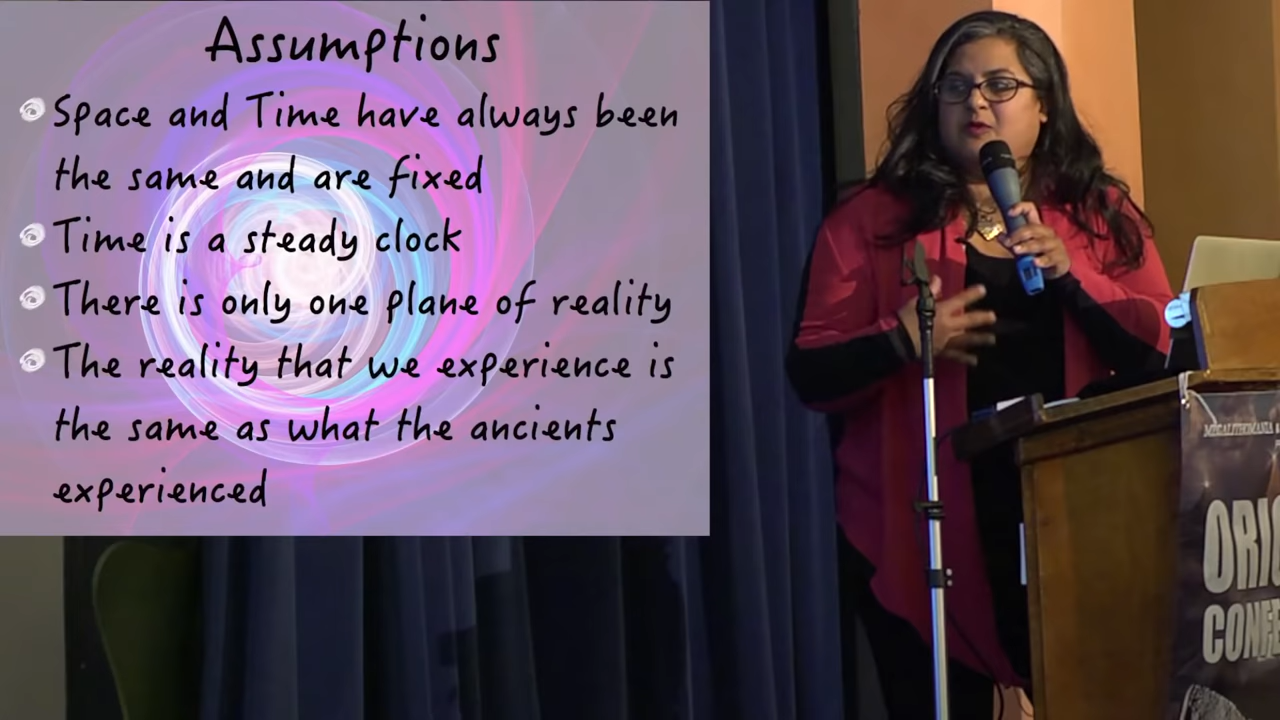 Assumptions
Space and Time have always been
the same and are fixed
Time is a steady clock
There is only one plane of reality
The reality that we experience is
the same as what the ancients
experienced
MEGALITHOMANIA
ORIG
CONFE